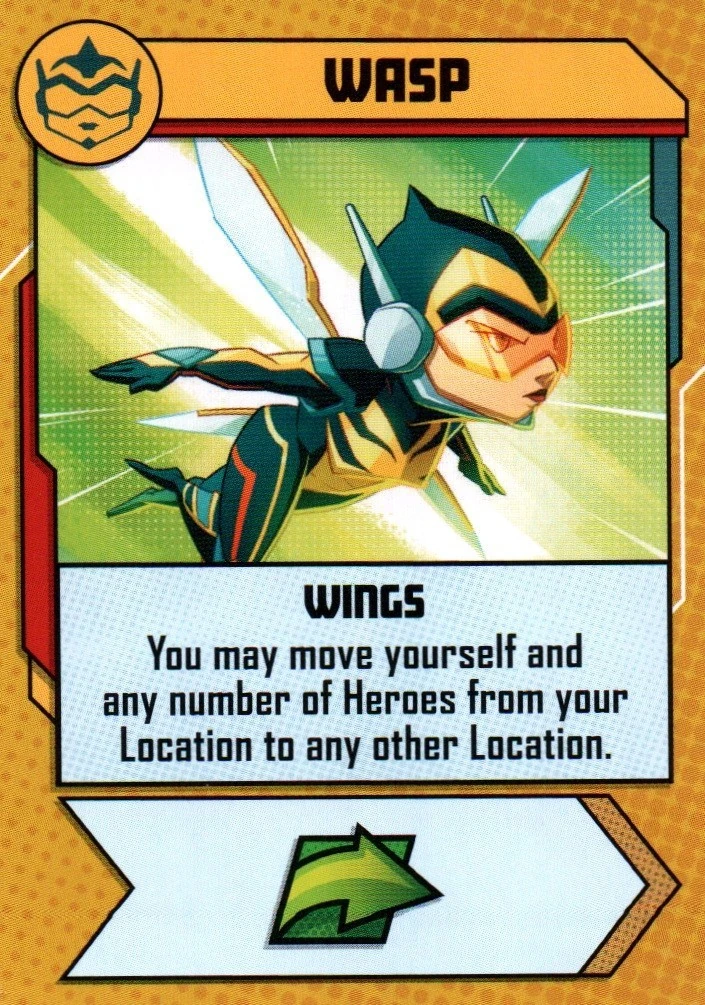 WASP
WINGS
You may move yourself and
any number of Heroes from your
Location to any other Location.